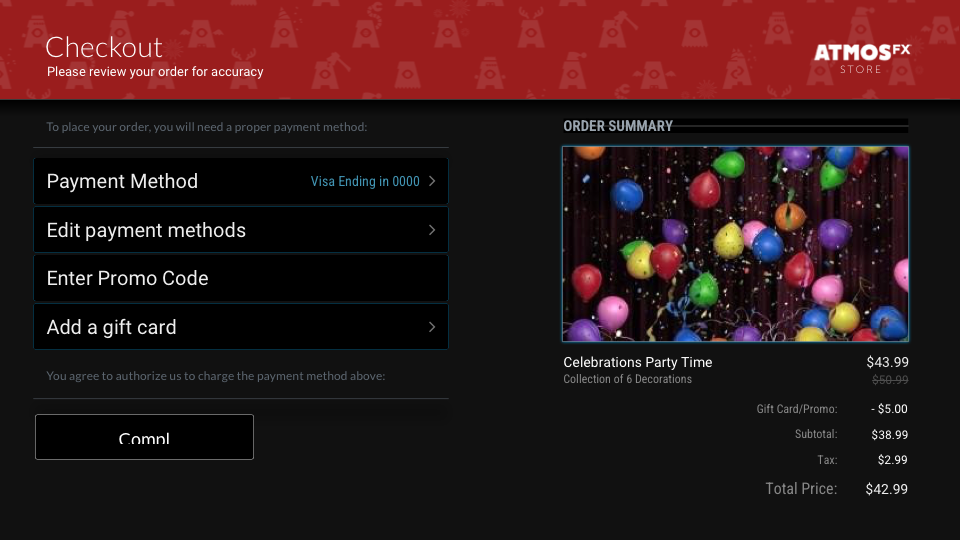 Checkout
Please review your order for accuracy
ATMOSFX
STORE
To place your order, you will need a proper payment method:
Payment Method Visa Ending in 0000
Edit payment methods
Enter Promo Code
Add a gift card
You agree to authorize us to charge the payment method above:
Compl
ORDER SUMMARY
Celebrations Party Time $43.99
Collection of 6 Decorations $50.99
Gift Card/Promo: - $5.00
Subtotal: $38.99
Tax: $2.99
Total Price: $42.99